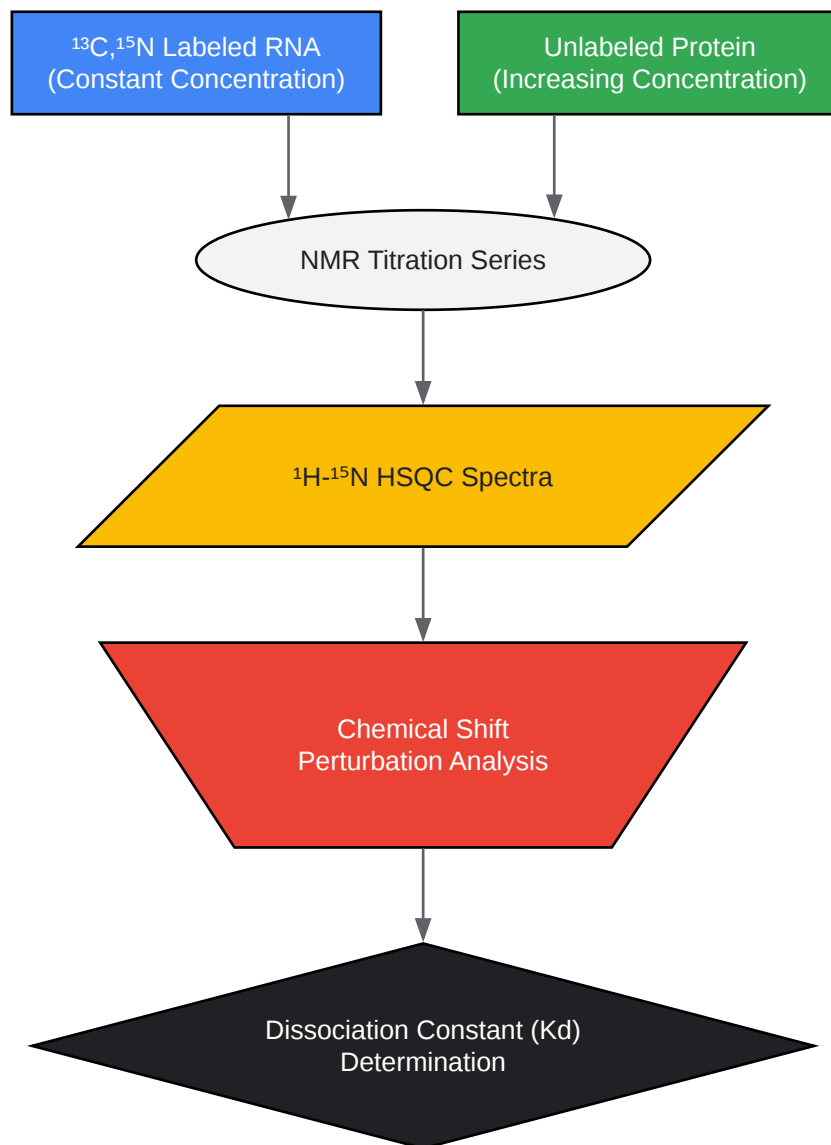 ¹³C,¹⁵N Labeled RNA
(Constant Concentration)
Unlabeled Protein
(Increasing Concentration)
NMR Titration Series
¹H-¹⁵N HSQC Spectra
Chemical Shift
Perturbation Analysis
Dissociation Constant (Kd)
Determination